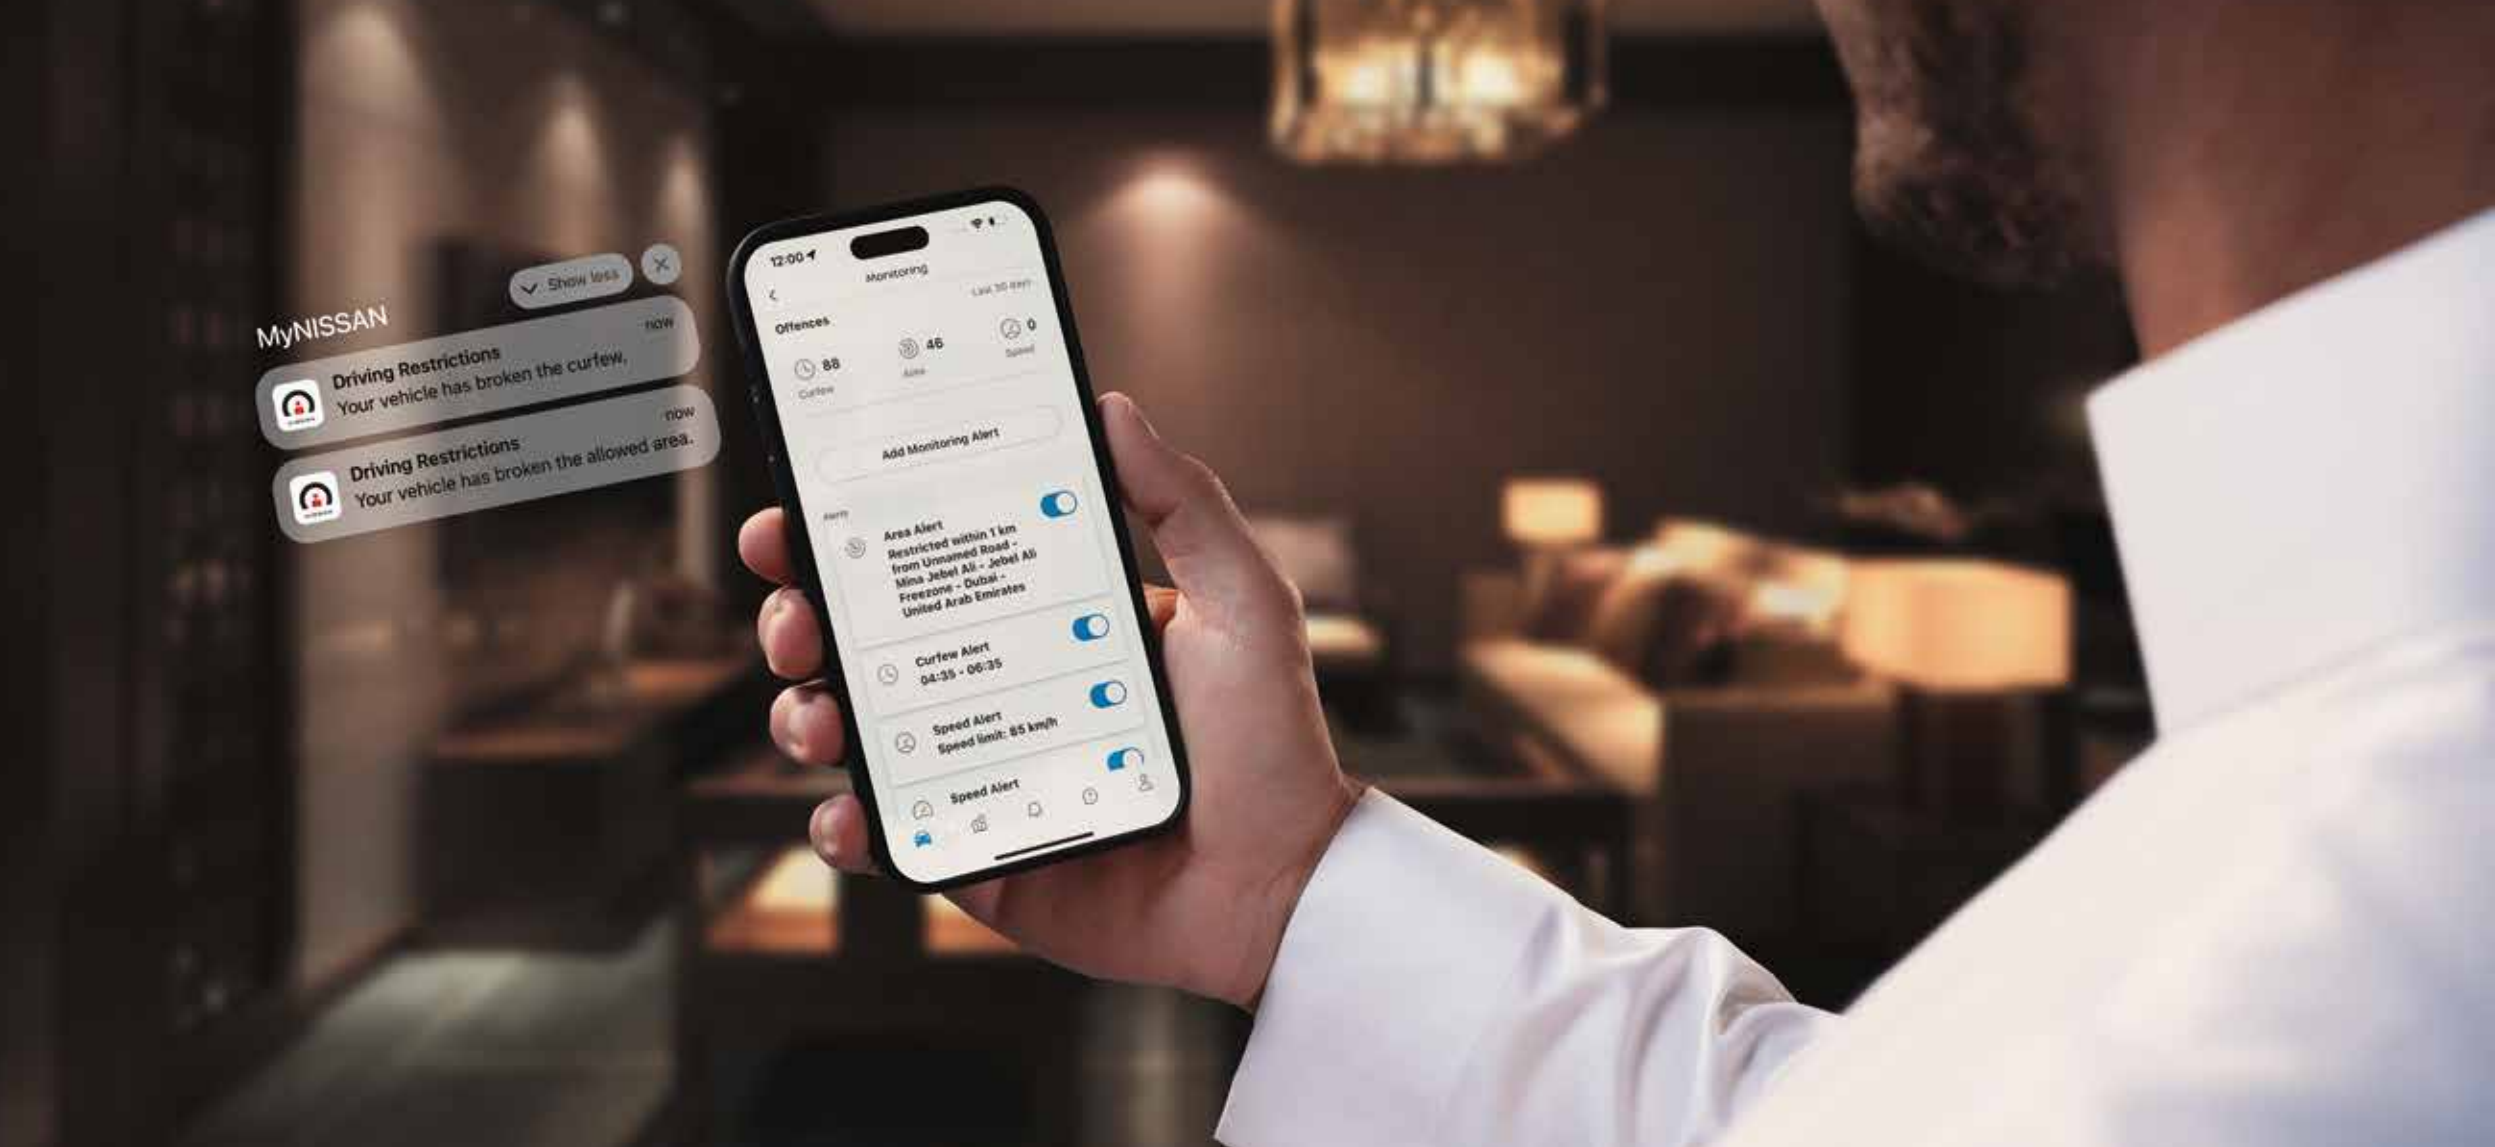 Show less
MyNISSAN
now
Driving Restrictions
Your vehicle has broken the curfew.
now
Driving Restrictions
Your vehicle has broken the allowed area.
12:00
Monitoring
Last 30 days
Offences
88
46
0
Curfew
Area
Speed
Add Monitoring Alert
Alerts
Area Alert
Restricted within 1 km
from Unnamed Road -
Mina Jebel Ali - Jebel Ali
Freezone - Dubai -
United Arab Emirates
Curfew Alert
04:35 - 06:35
Speed Alert
Speed limit: 85 km/h
Speed Alert